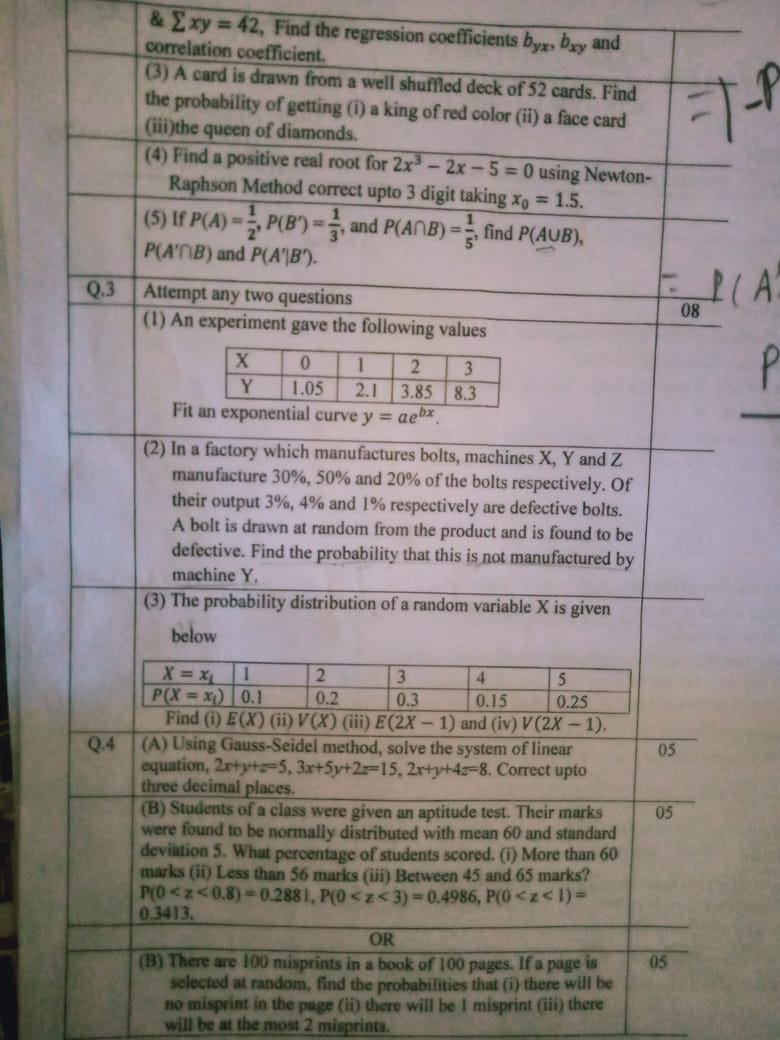 & ∑xy = 42, Find the regression coefficients b_yx, b_xy and
correlation coefficient.
(3) A card is drawn from a well shuffled deck of 52 cards. Find
the probability of getting (i) a king of red color (ii) a face card
(iii)the queen of diamonds.
= 1 - P
(4) Find a positive real root for 2x³ − 2x − 5 = 0 using Newton-
Raphson Method correct upto 3 digit taking x₀ = 1.5.
(5) If P(A) = 1/2, P(B′) = 1/3, and P(A∩B) = 1/5, find P(A∪B),
P(A′∩B) and P(A′|B′).
= P(A'
Q.3 Attempt any two questions 08
(1) An experiment gave the following values
P
X 0 1 2 3
Y 1.05 2.1 3.85 8.3
Fit an exponential curve y = ae^bx.
(2) In a factory which manufactures bolts, machines X, Y and Z
manufacture 30%, 50% and 20% of the bolts respectively. Of
their output 3%, 4% and 1% respectively are defective bolts.
A bolt is drawn at random from the product and is found to be
defective. Find the probability that this is not manufactured by
machine Y.
(3) The probability distribution of a random variable X is given
below
X = xᵢ 1 2 3 4 5
P(X = xᵢ) 0.1 0.2 0.3 0.15 0.25
Find (i) E(X) (ii) V(X) (iii) E(2X − 1) and (iv) V(2X − 1).
Q.4 (A) Using Gauss-Seidel method, solve the system of linear 05
equation, 2x+y+z=5, 3x+5y+2z=15, 2x+y+4z=8. Correct upto
three decimal places.
(B) Students of a class were given an aptitude test. Their marks 05
were found to be normally distributed with mean 60 and standard
deviation 5. What percentage of students scored. (i) More than 60
marks (ii) Less than 56 marks (iii) Between 45 and 65 marks?
P(0 < z < 0.8) = 0.2881, P(0 < z < 3) = 0.4986, P(0 < z < 1) =
0.3413.
OR
(B) There are 100 misprints in a book of 100 pages. If a page is 05
selected at random, find the probabilities that (i) there will be
no misprint in the page (ii) there will be 1 misprint (iii) there
will be at the most 2 misprints.